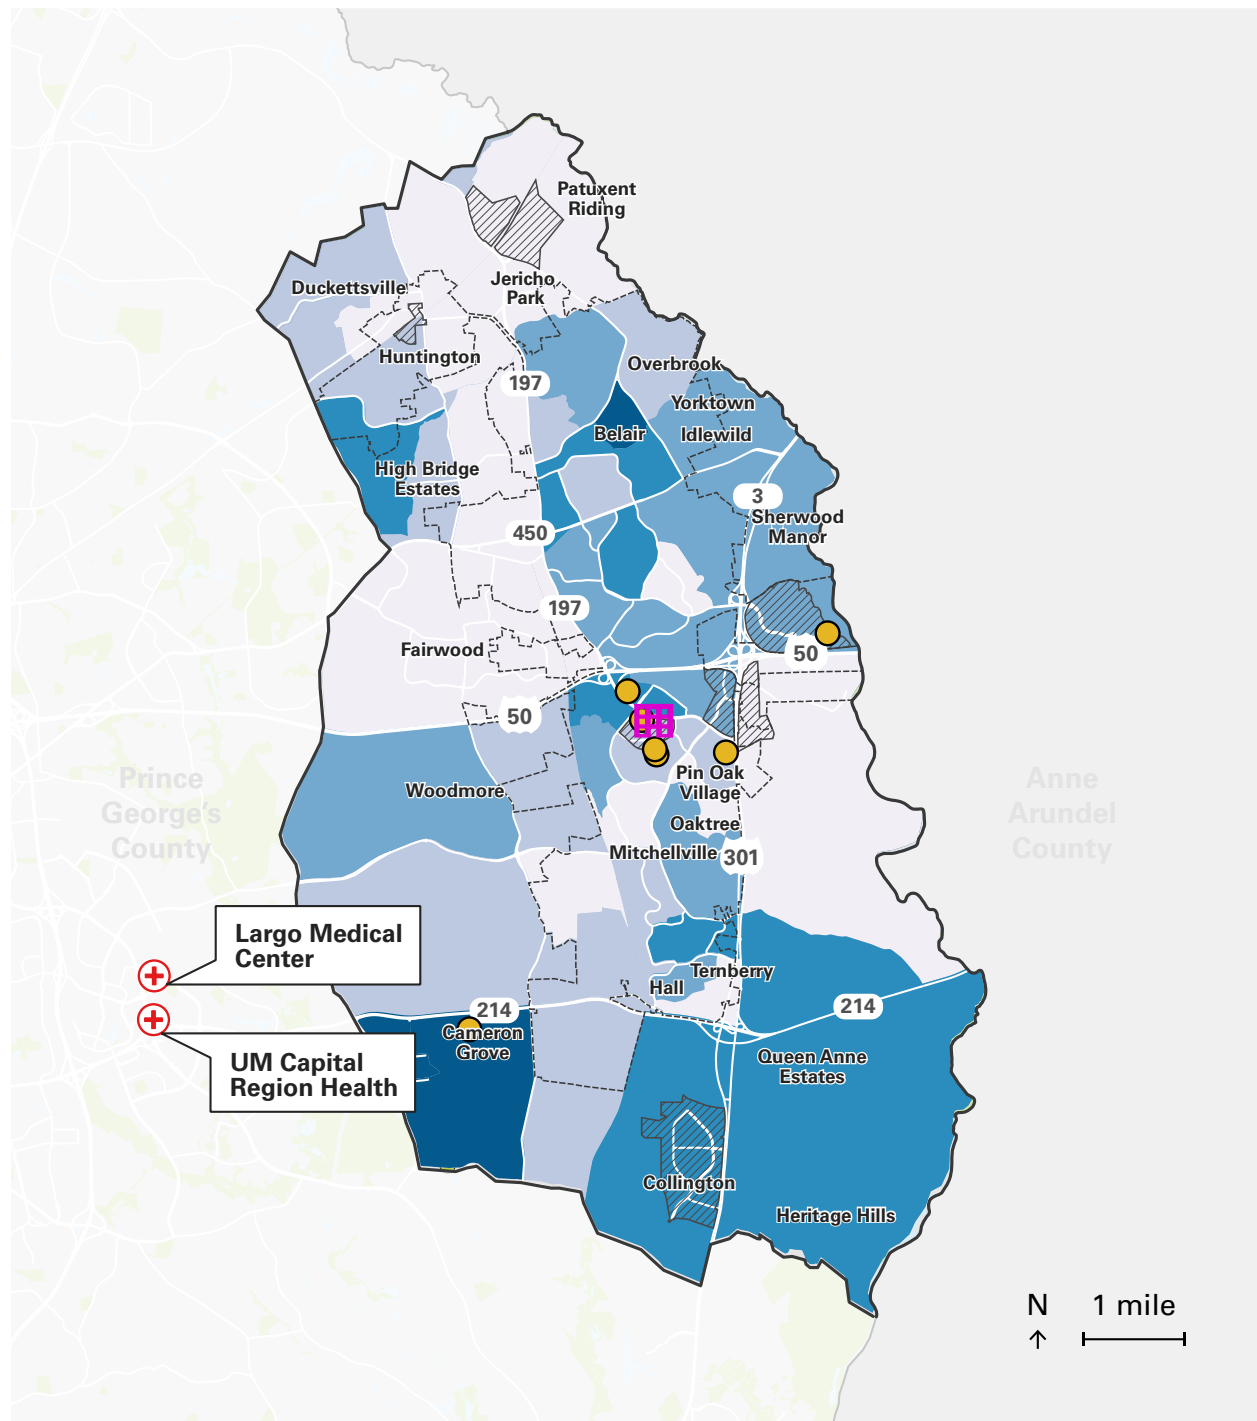 Patuxent
Riding
Duckettsville
Jericho
Park
Huntington
Overbrook
197
Yorktown
Belair
Idlewild
High Bridge
Estates
3
Sherwood
Manor
450
197
Fairwood
50
50
Prince
George's
County
Woodmore
Pin Oak
Village
Anne
Arundel
County
Oaktree
Mitchellville
301
Largo Medical
Center
Ternberry
Hall
214
214
Cameron
Grove
UM Capital
Region Health
Queen Anne
Estates
Collington
Heritage Hills
N
1 mile